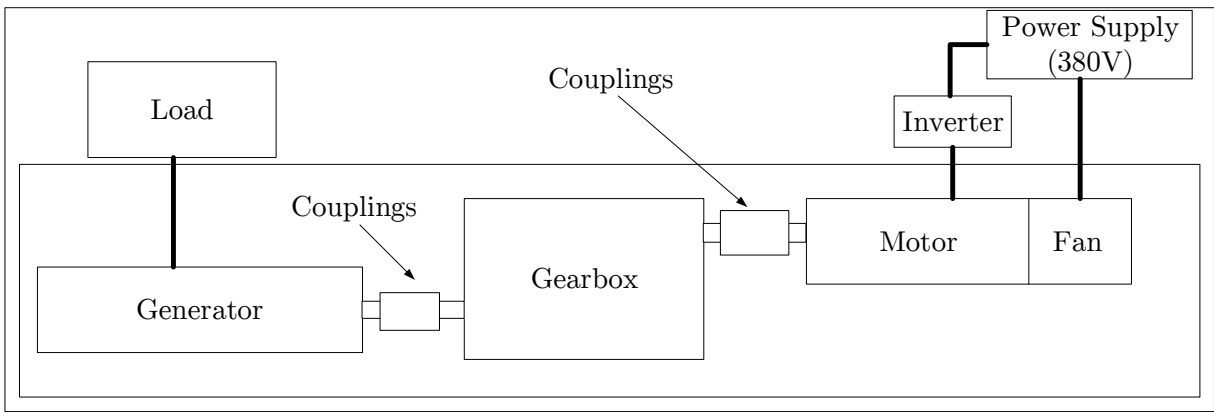 Power Supply
(380V)
Couplings
Load
Inverter
Couplings
Motor
Fan
Gearbox
Generator